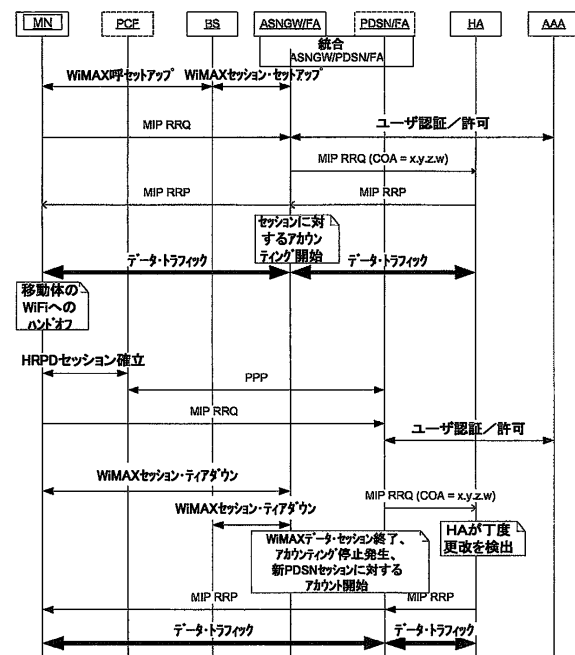 MN
PCF
BS
ASNGW/FA
PDSN/FA
HA
AAA
統合
ASNGW/PDSN/FA
WiMAX呼セットアップ
WiMAXセッション・セットアップ
MIP RRQ
ユーザ認証／許可
MIP RRQ (COA = x.y.z.w)
MIP RRP
MIP RRP
セッションに対
するアカウン
ティング開始
データ・トラフィック
データ・トラフィック
移動体の
WiFiへの
ハンドオフ
HRPDセッション確立
PPP
MIP RRQ
ユーザ認証／許可
WiMAXセッション・ティアダウン
MIP RRQ (COA = x.y.z.w)
WiMAXセッション・ティアダウン
HAが丁度
更改を検出
WiMAXデータ・セッション終了、
アカウンティング停止発生、
新PDSNセッションに対する
アカウント開始
MIP RRP
MIP RRP
データ・トラフィック
データ・トラフィック